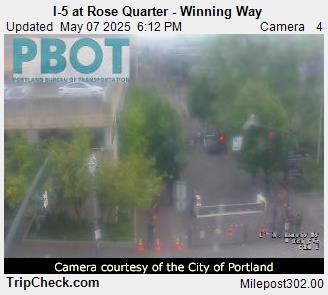 I-5 at Rose Quarter - Winning Way
Updated May 07 2025 6:12 PM Camera 4
PBOT
PORTLAND BUREAU OF TRANSPORTATION
Camera courtesy of the City of Portland
TripCheck.com Milepost302.00